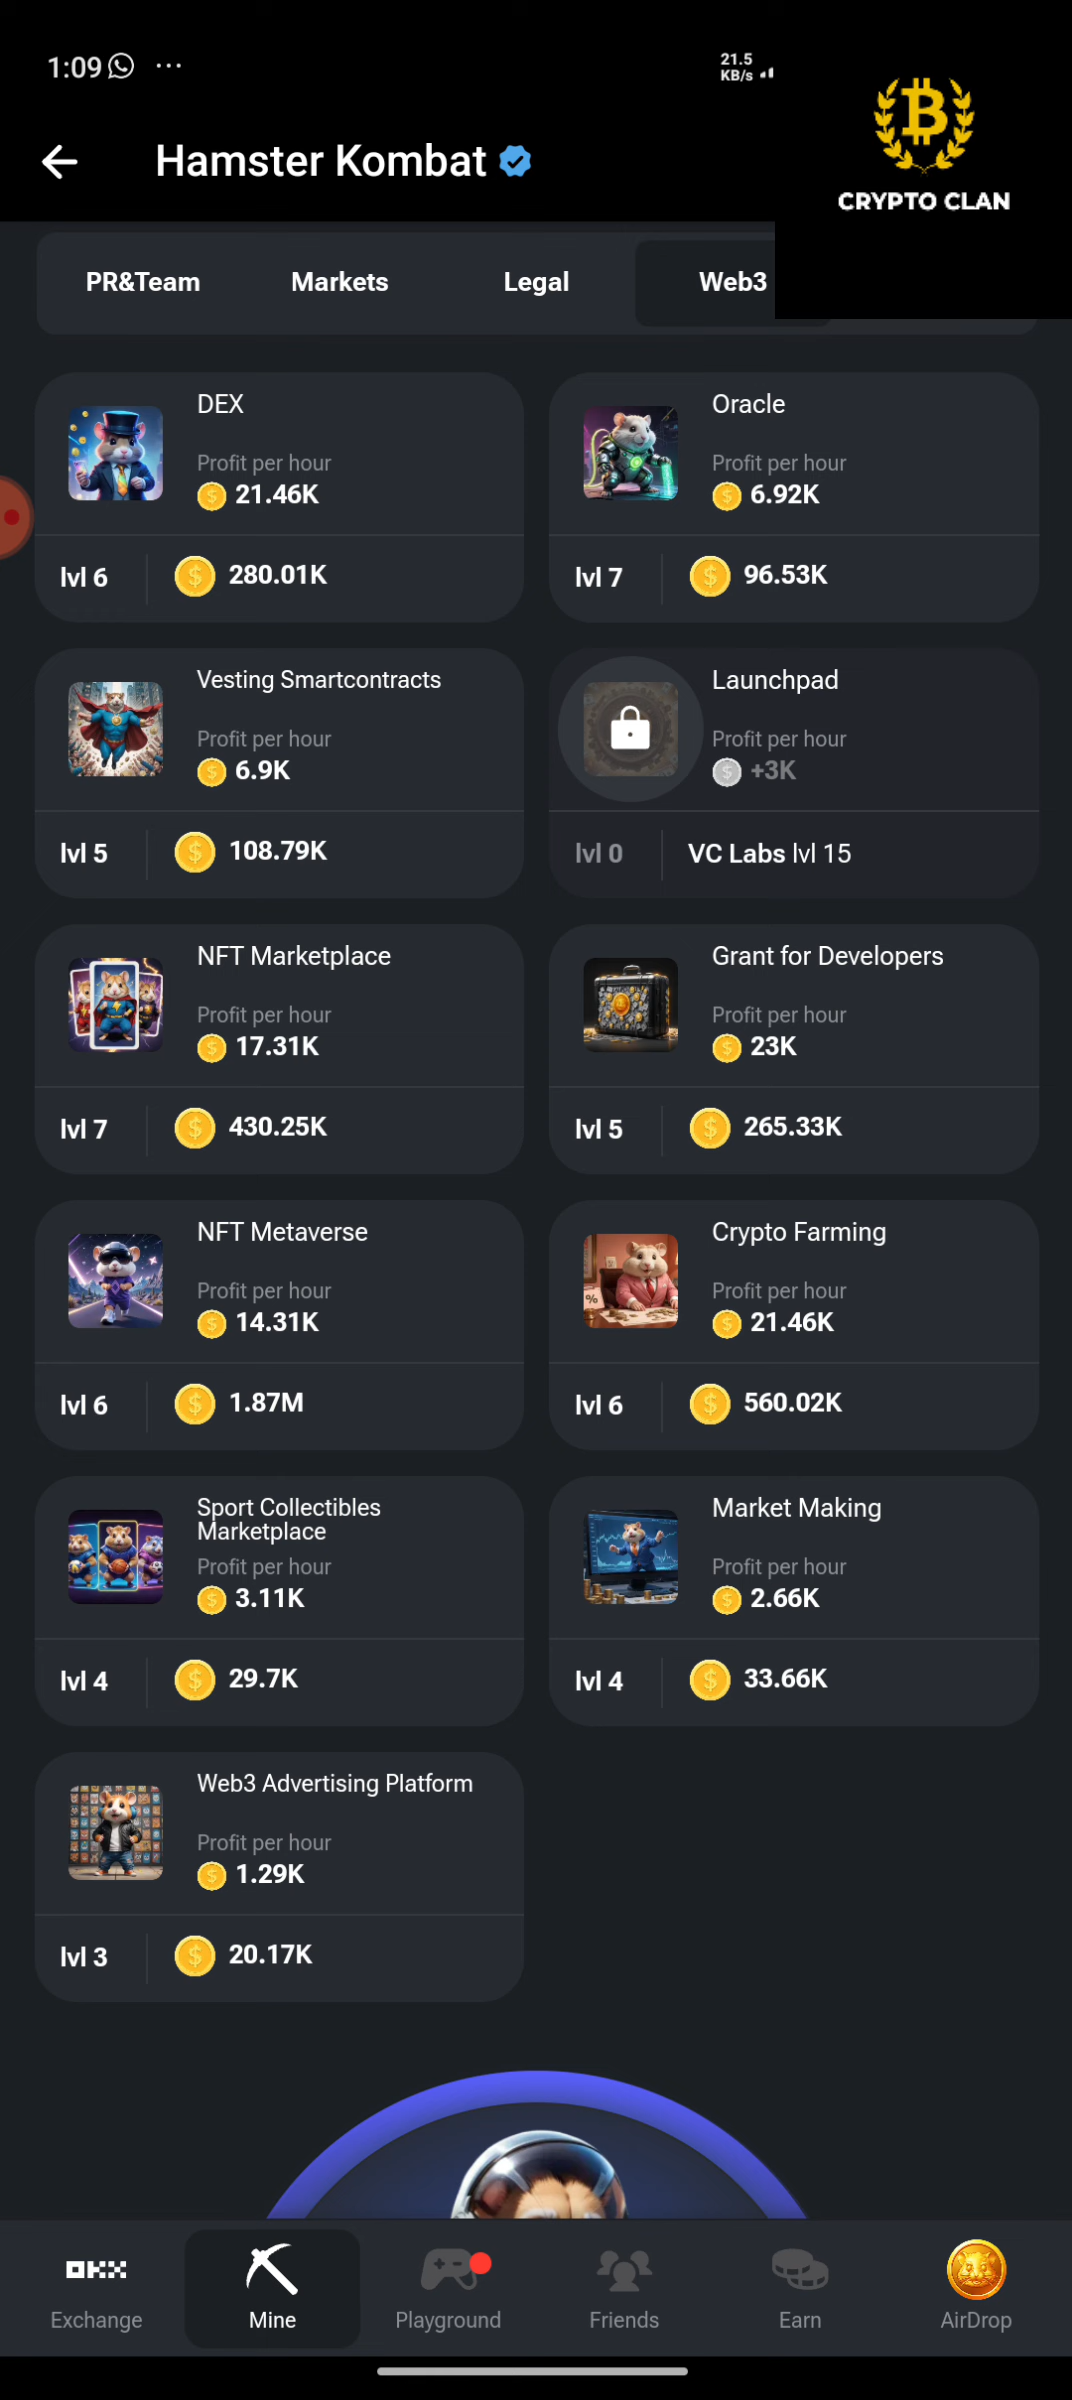 1:09 ...
21.5
KB/s
CRYPTO CLAN
Hamster Kombat
PR&Team Markets Legal Web3
DEX
Profit per hour
21.46K
lvl 6 280.01K
Oracle
Profit per hour
6.92K
lvl 7 96.53K
Vesting Smartcontracts
Profit per hour
6.9K
lvl 5 108.79K
Launchpad
Profit per hour
+3K
lvl 0 VC Labs lvl 15
NFT Marketplace
Profit per hour
17.31K
lvl 7 430.25K
Grant for Developers
Profit per hour
23K
lvl 5 265.33K
NFT Metaverse
Profit per hour
14.31K
lvl 6 1.87M
Crypto Farming
Profit per hour
21.46K
lvl 6 560.02K
Sport Collectibles
Marketplace
Profit per hour
3.11K
lvl 4 29.7K
Market Making
Profit per hour
2.66K
lvl 4 33.66K
Web3 Advertising Platform
Profit per hour
1.29K
lvl 3 20.17K
OKX
Exchange Mine Playground Friends Earn AirDrop